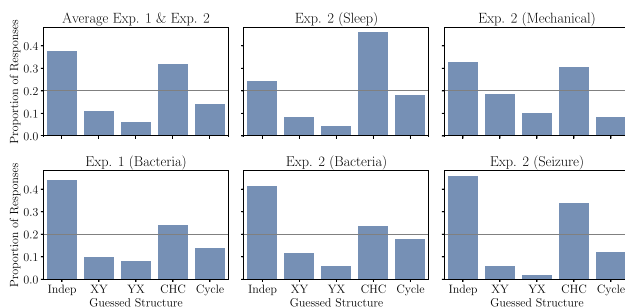 Average Exp. 1 & Exp. 2
Exp. 2 (Sleep)
Exp. 2 (Mechanical)
Proportion of Responses
0.4
0.3
0.2
0.1
0.0
Exp. 1 (Bacteria)
Exp. 2 (Bacteria)
Exp. 2 (Seizure)
Proportion of Responses
0.4
0.3
0.2
0.1
0.0
Indep XY YX CHC Cycle
Indep XY YX CHC Cycle
Indep XY YX CHC Cycle
Guessed Structure
Guessed Structure
Guessed Structure